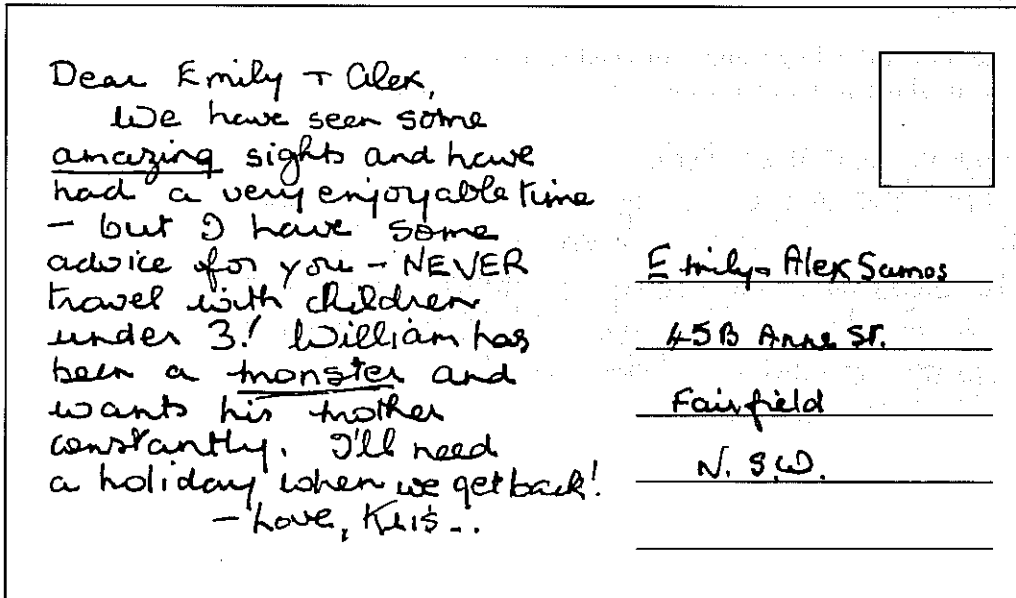 Dear Emily + Alex,
We have seen some
amazing sights and have
had a very enjoyable time
- but I have some
advice for you - NEVER
travel with children
under 3! William has
been a monster and
wants his mother
constantly. I'll need
a holiday when we get back!
- Love, Kris...
Emily + Alex Samos
45B Anne St.
Fairfield
N.S.W.